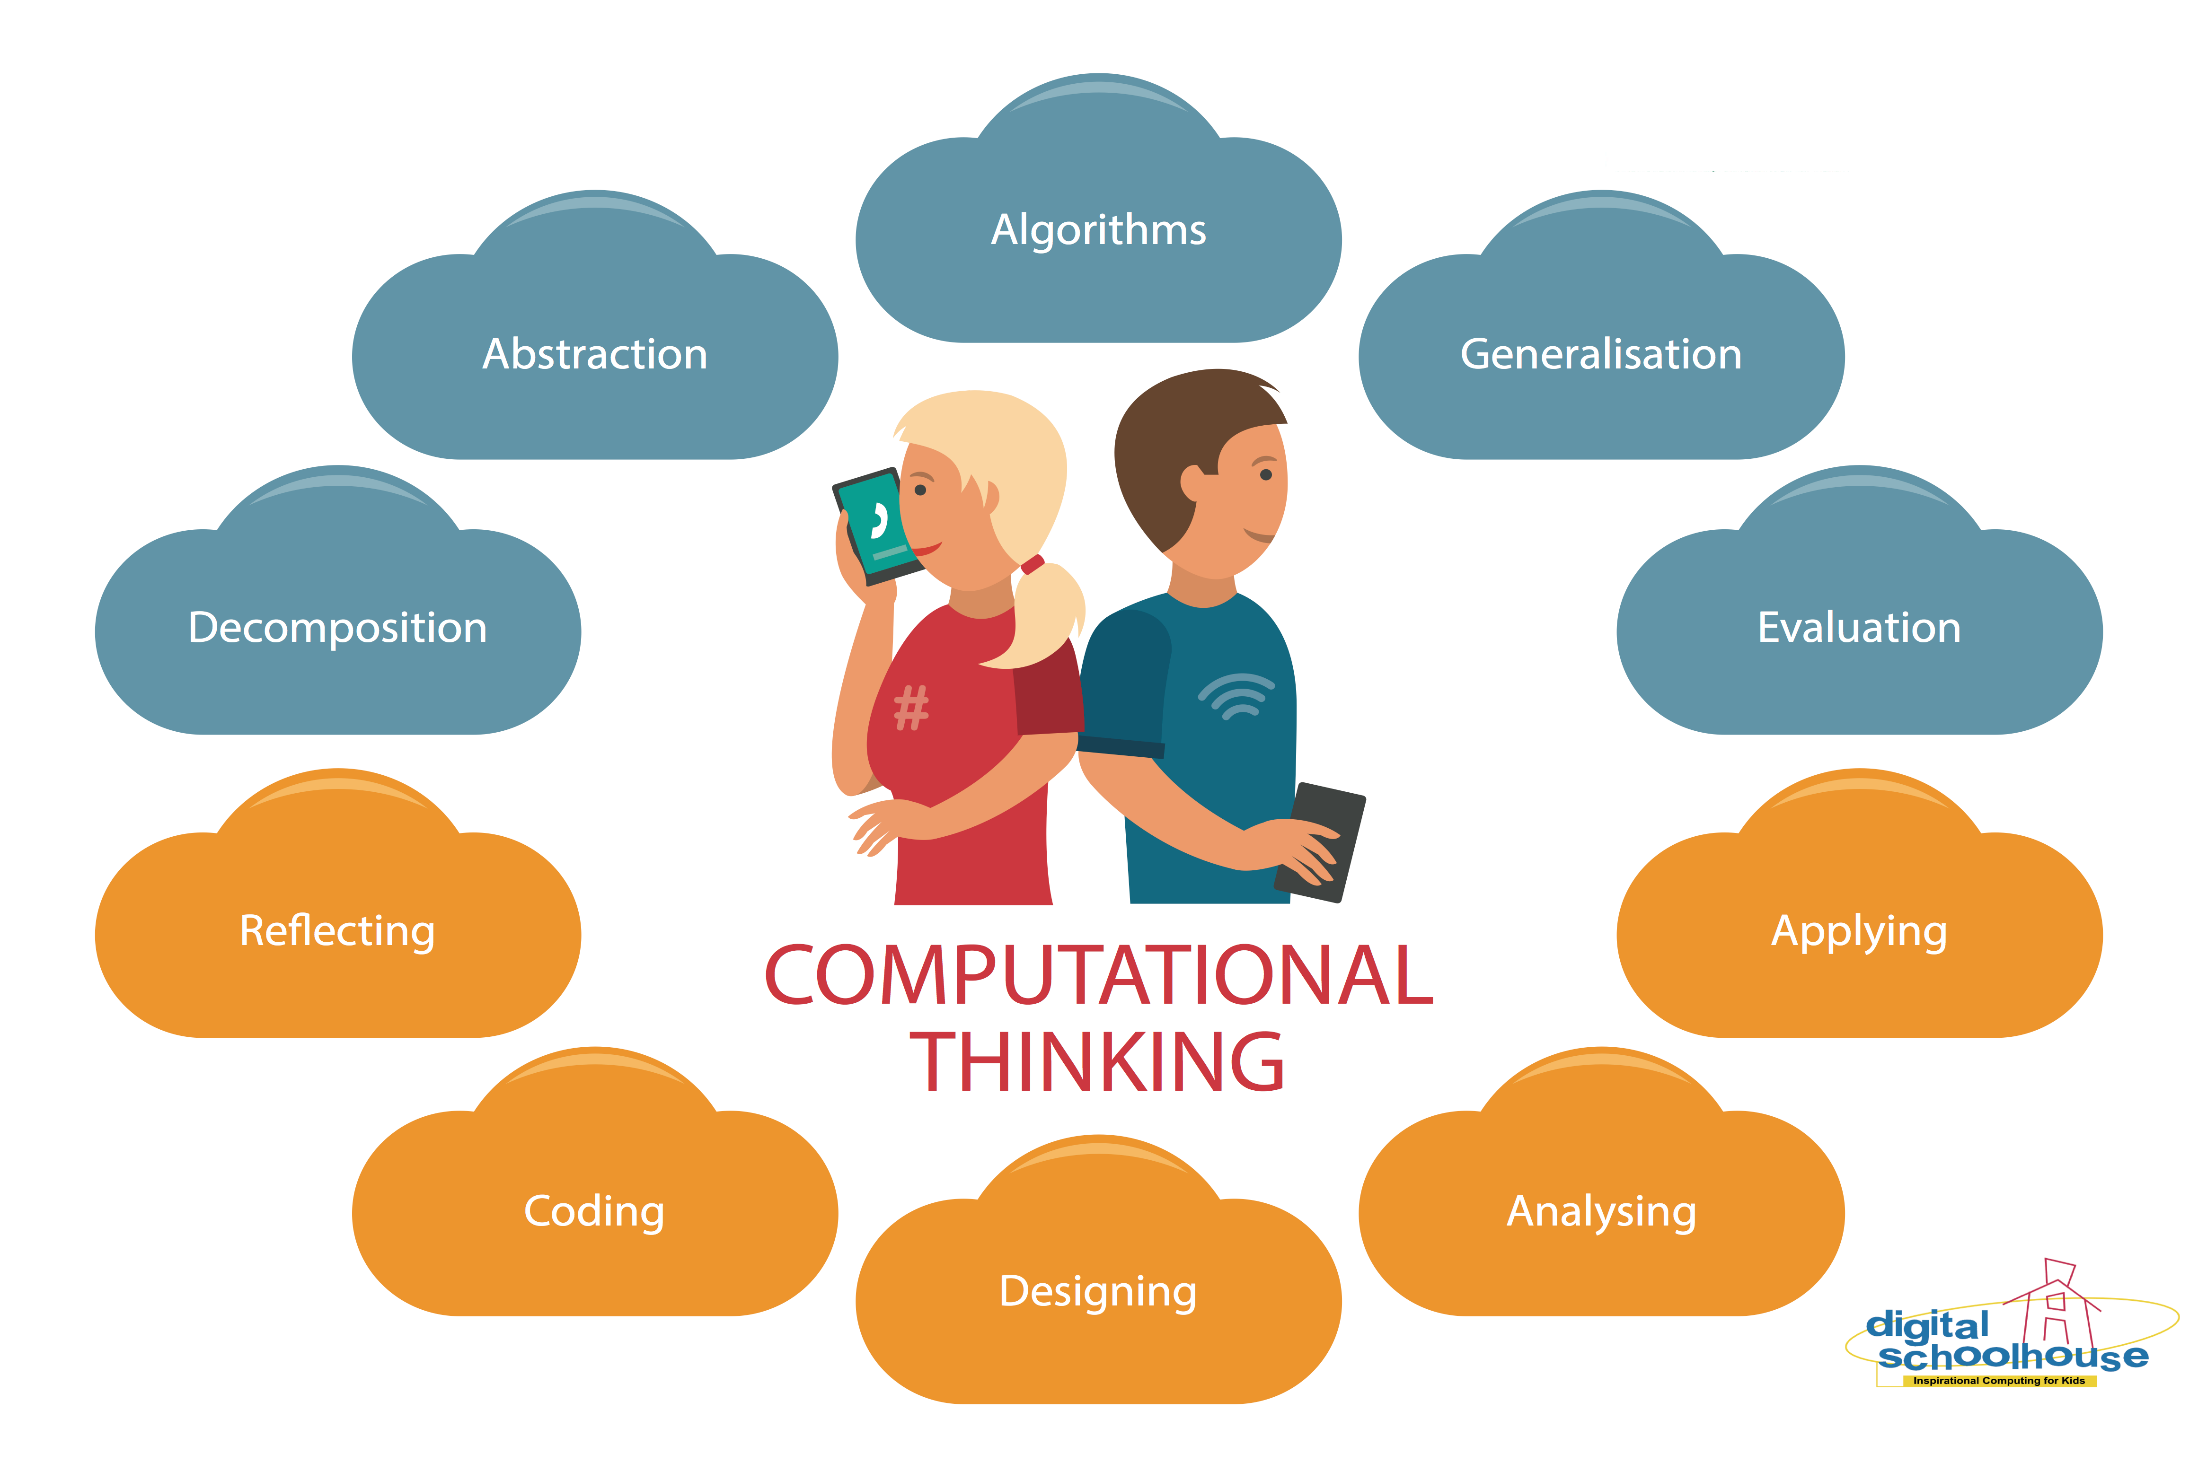 Algorithms
Abstraction
Generalisation
Decomposition
Evaluation
#
Reflecting
Applying
COMPUTATIONAL
THINKING
Coding
Analysing
Designing
digital
schoolhouse
Inspirational Computing for Kids